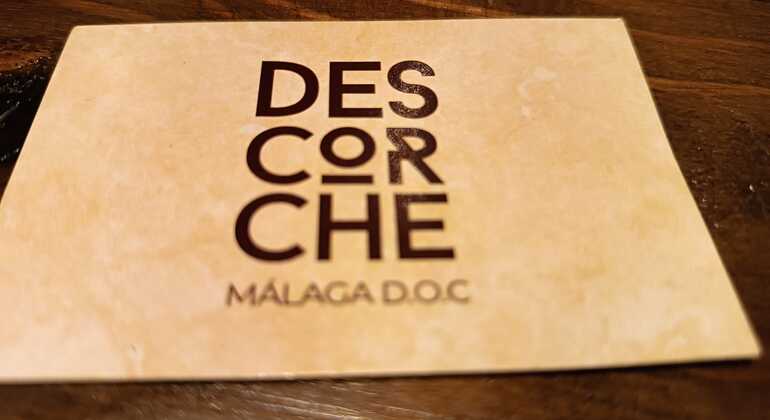 DES
CoR
CHE
MÁLAGA D.O.C